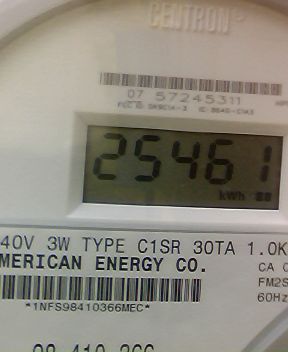 CENTRON
07 57245311
25461
kWh
40V 3W TYPE C1SR 30TA 1.0K
MERICAN ENERGY CO.
CA 0
FM2S
*1NFS98410366MEC*
60Hz